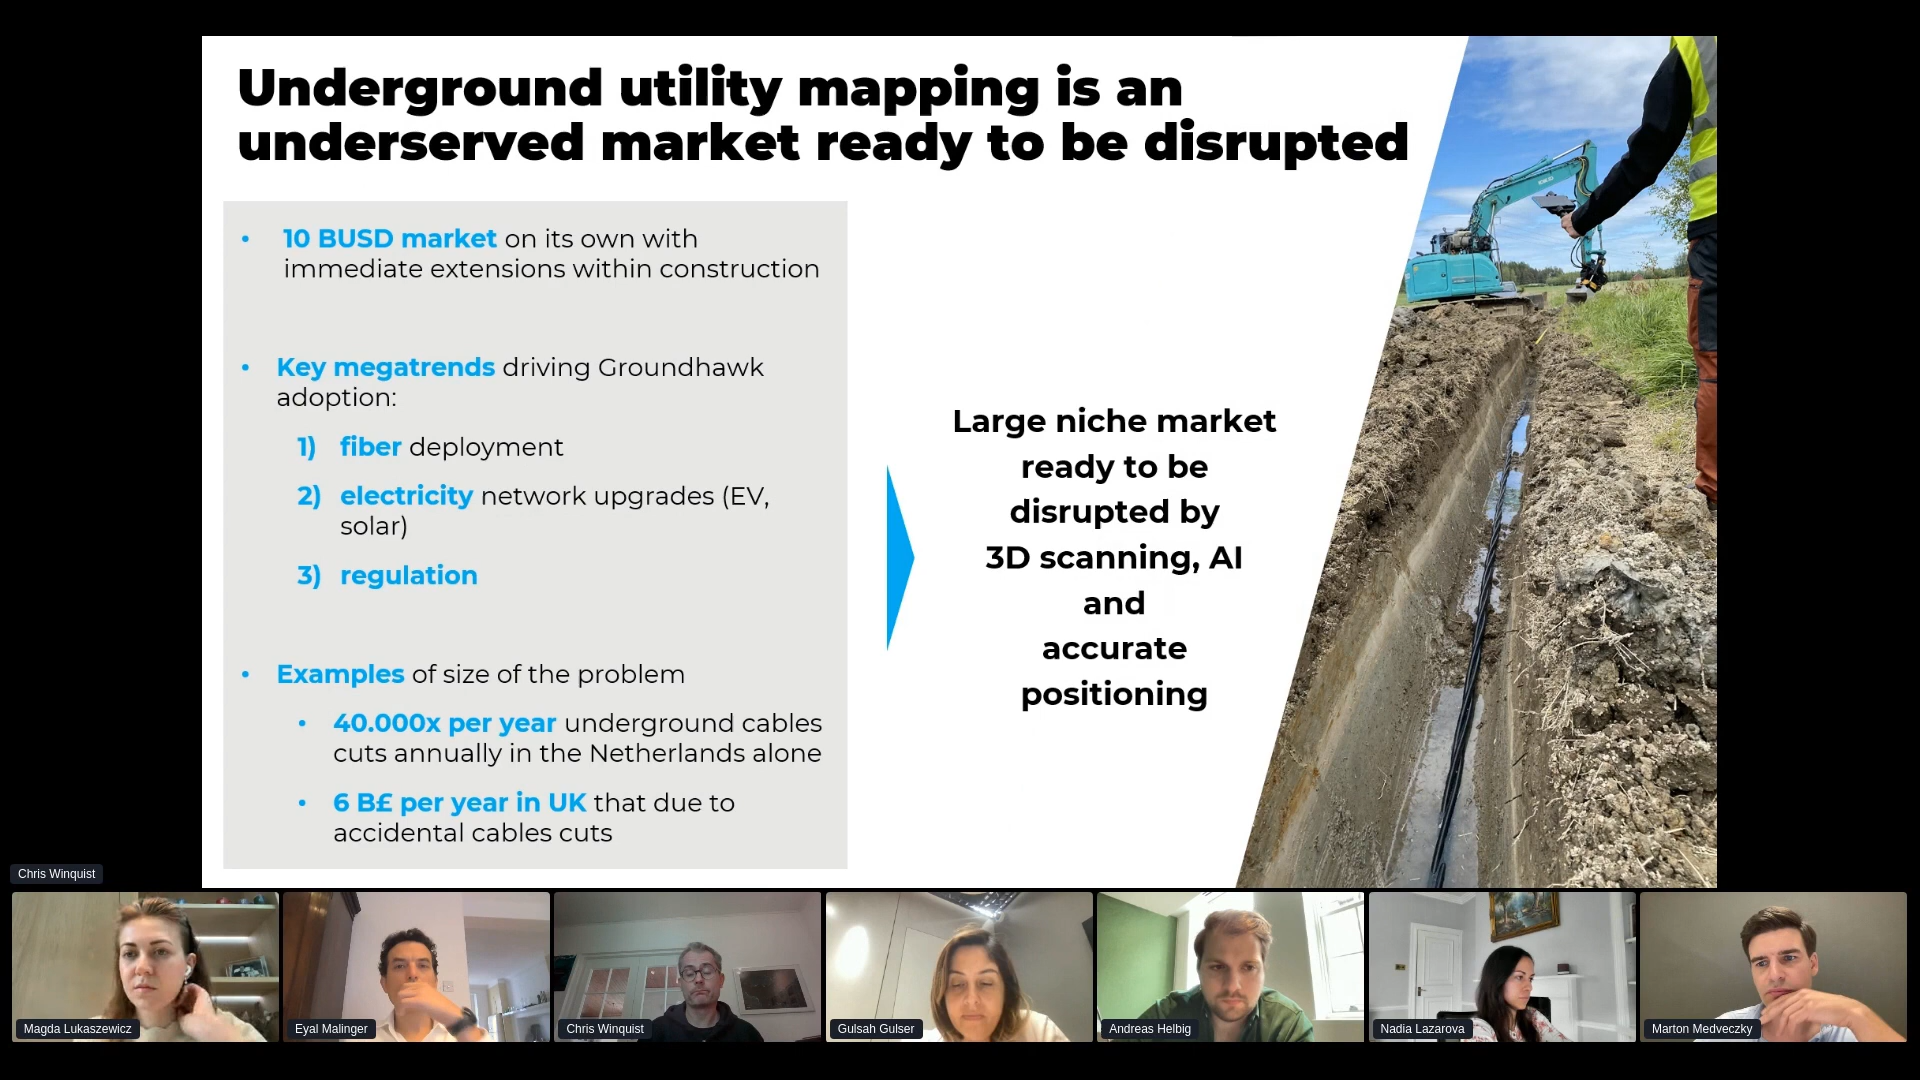 Underground utility mapping is an
underserved market ready to be disrupted
• 10 BUSD market on its own with
immediate extensions within construction
• Key megatrends driving Groundhawk
adoption:
1) fiber deployment
2) electricity network upgrades (EV,
solar)
3) regulation
• Examples of size of the problem
• 40.000x per year underground cables
cuts annually in the Netherlands alone
• 6 B£ per year in UK that due to
accidental cables cuts
Large niche market
ready to be
disrupted by
3D scanning, AI
and
accurate
positioning
Chris Winquist
Magda Lukaszewicz
Eyal Malinger
Chris Winquist
Gulsah Gulser
Andreas Helbig
Nadia Lazarova
Marton Medveczky